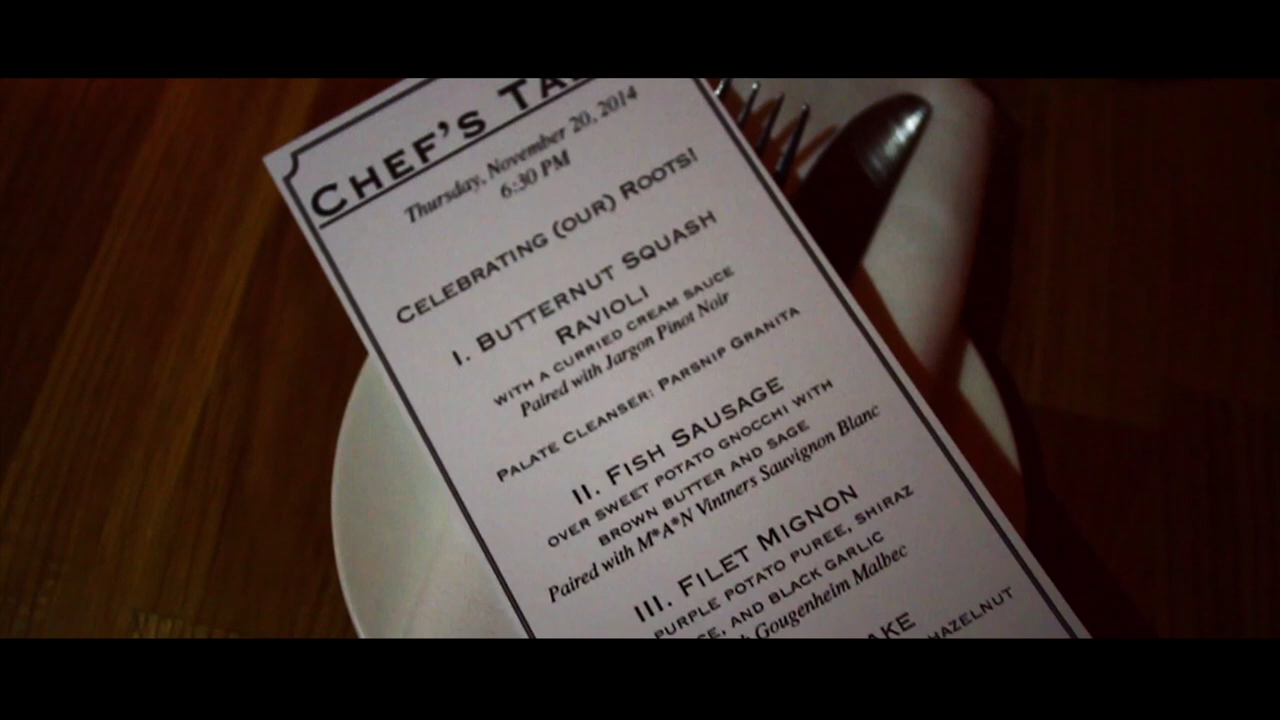 CHEF'S
Thursday, November 20, 2014
6:30 PM
CELEBRATING (OUR) ROOTS!
I. BUTTERNUT SQUASH
RAVIOLI
WITH A CURRIED CREAM SAUCE
Paired with Jargon Pinot Noir
PALATE CLEANSER: PARSNIP GRANITA
II. FISH SAUSAGE
OVER SWEET POTATO GNOCCHI WITH
BROWN BUTTER AND SAGE
Paired with M*A*N Vintners Sauvignon Blanc
III. FILET MIGNON
PURPLE POTATO PUREE, SHIRAZ
AND BLACK GARLIC
Gougenheim Malbec
HAZELNUT